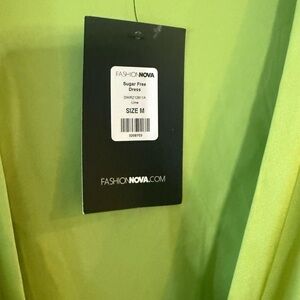 FASHIONNOVA
Sugar Free
Dress
Lime
SIZE M
FASHIONNOVA.COM